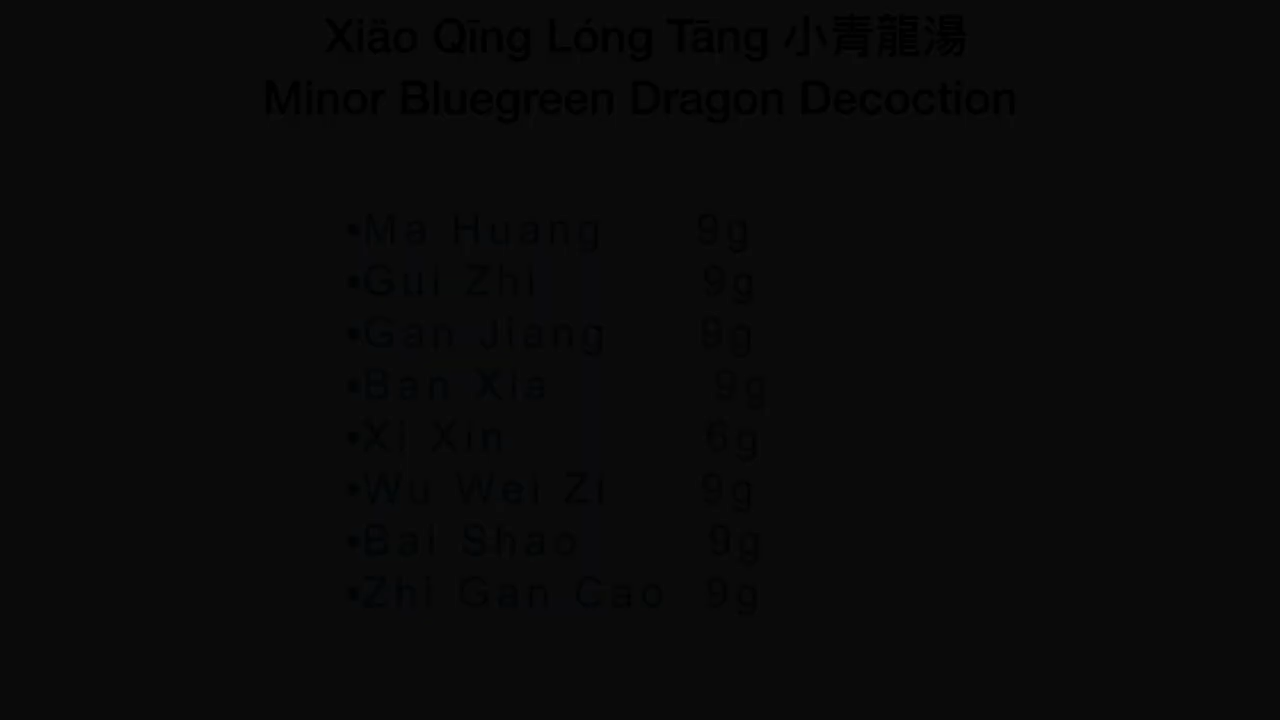 Xiǎo Qīng Lóng Tāng 小青龍湯
Minor Bluegreen Dragon Decoction
•Ma Huang 9g
•Gui Zhi 9g
•Gan Jiang 9g
•Ban Xia 9g
•Xi Xin 6g
•Wu Wei Zi 9g
•Bai Shao 9g
•Zhi Gan Cao 9g